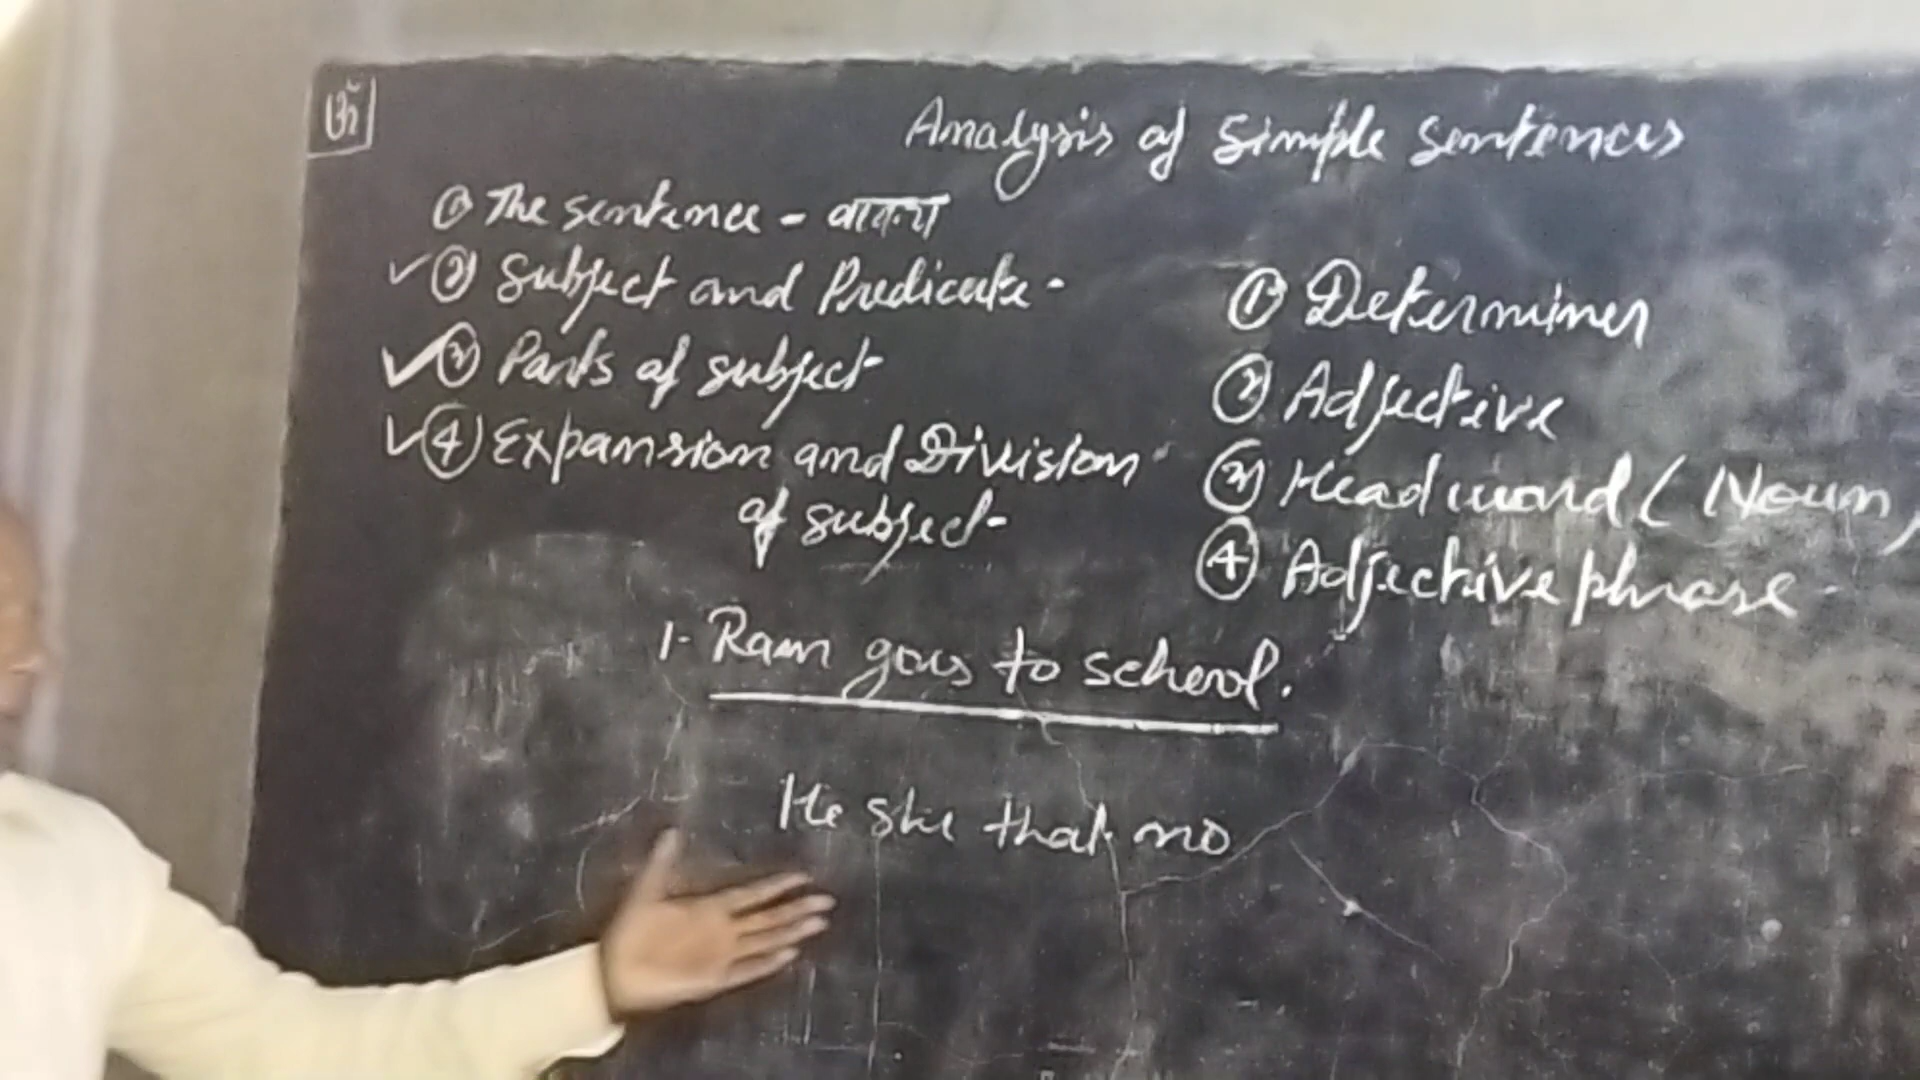 ॐ
Analysis of Simple Sentences
① The sentence - वाक्य
✓② Subject and Predicate -
✓③ Parts of subject -
✓④ Expansion and Division
of subject -
① Determiner
② Adjective
③ Head word ( Noun )
④ Adjective phrase -
1- Ram goes to school.
He she that no